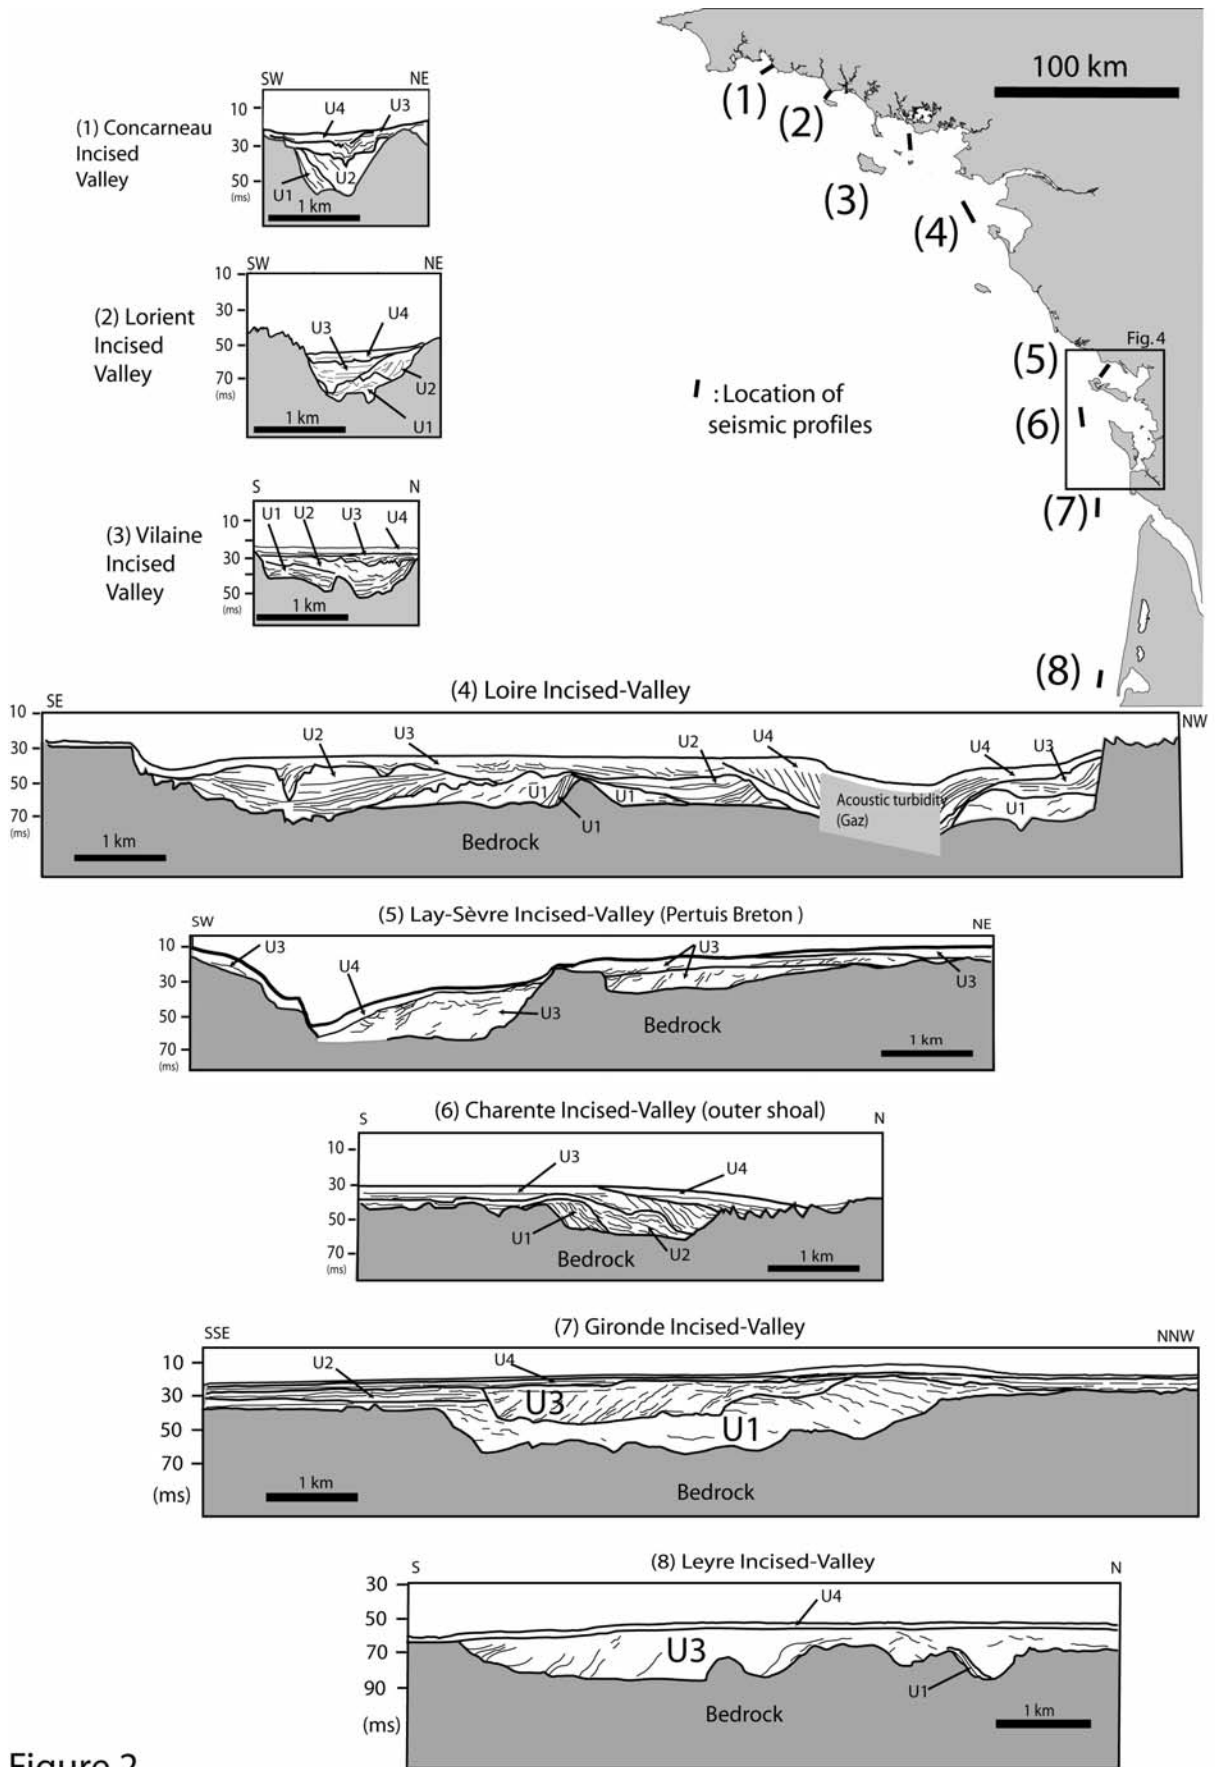 SW NE
10
30
50
(ms)
U4
U3
U2
U1
1 km
(1) Concarneau
Incised
Valley
SW NE
10
30
50
70
(ms)
U3
U4
U2
U1
1 km
(2) Lorient
Incised
Valley
S N
10
30
50
(ms)
U1 U2 U3 U4
1 km
(3) Vilaine
Incised
Valley
100 km
(1)
(2)
(3)
(4)
(5)
Fig. 4
(6)
(7)
(8)
: Location of
seismic profiles
(4) Loire Incised-Valley
SE NW
10
30
50
70
(ms)
U2 U3 U2 U4 U4 U3
U1 U1 U1
U1
Acoustic turbidity
(Gaz)
Bedrock
1 km
(5) Lay-Sèvre Incised-Valley (Pertuis Breton )
SW NE
10
30
50
70
(ms)
U3
U4
U3
U3
U3
Bedrock
1 km
(6) Charente Incised-Valley (outer shoal)
S N
10
30
50
70
(ms)
U3
U4
U1
U2
Bedrock
1 km
(7) Gironde Incised-Valley
SSE NNW
10
30
50
70
(ms)
U2
U4
U3
U1
1 km
Bedrock
(8) Leyre Incised-Valley
S N
30
50
70
90
(ms)
U4
U3
U1
Bedrock
1 km
Figure 2